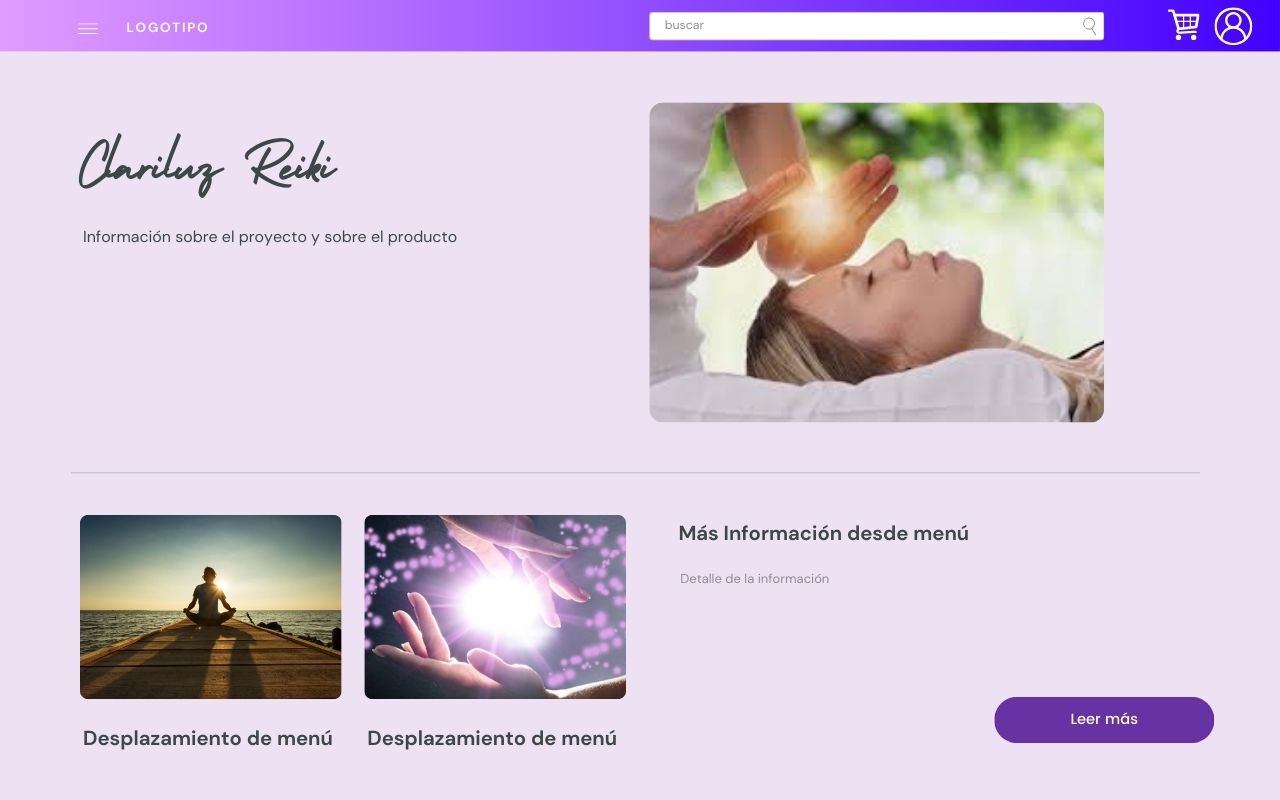 LOGOTIPO
buscar
Clariluz Reiki
Información sobre el proyecto y sobre el producto
Más Información desde menú
Detalle de la información
Desplazamiento de menú
Desplazamiento de menú
Leer más